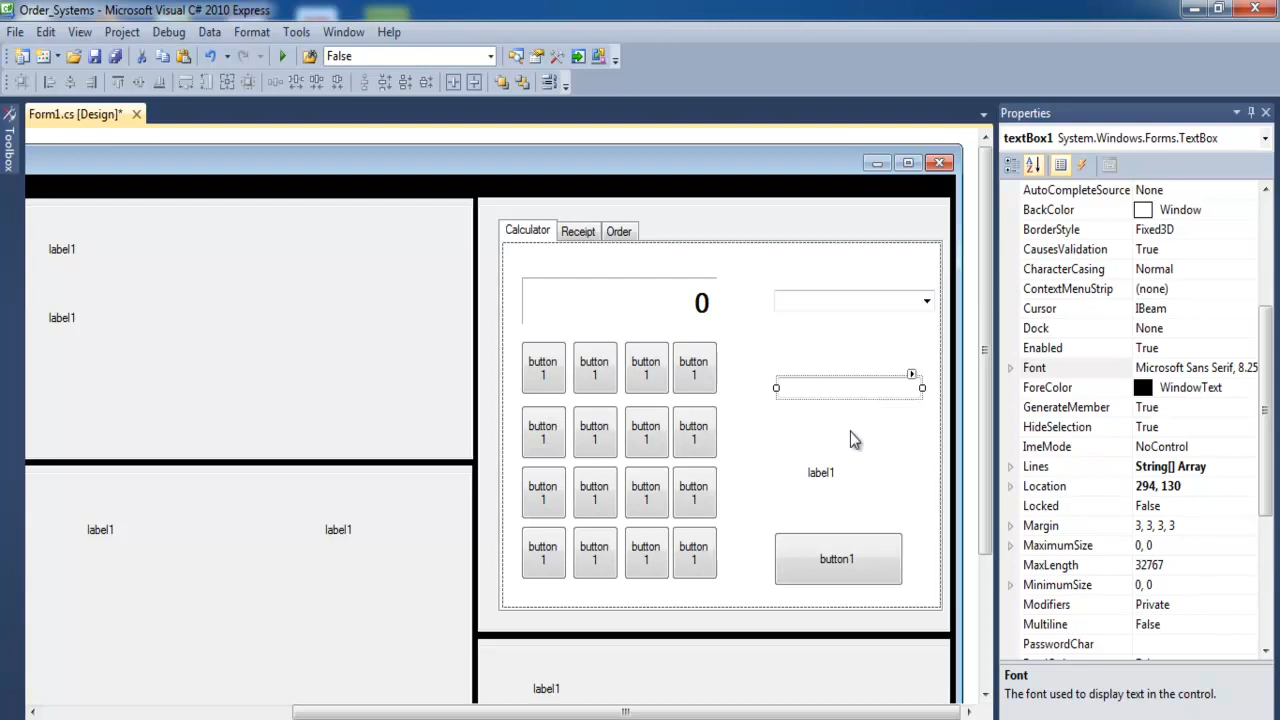 Order_Systems - Microsoft Visual C# 2010 Express
File Edit View Project Debug Data Format Tools Window Help
False
Form1.cs [Design]*
Toolbox
label1
label1
label1 label1
Calculator Receipt Order
0
button
1
button
1
button
1
button
1
button
1
button
1
button
1
button
1
button
1
button
1
button
1
button
1
button
1
button
1
button
1
button
1
label1
button1
label1
Properties
textBox1 System.Windows.Forms.TextBox
AutoCompleteSource None
BackColor Window
BorderStyle Fixed3D
CausesValidation True
CharacterCasing Normal
ContextMenuStrip (none)
Cursor IBeam
Dock None
Enabled True
Font Microsoft Sans Serif, 8.25
ForeColor WindowText
GenerateMember True
HideSelection True
ImeMode NoControl
Lines String[] Array
Location 294, 130
Locked False
Margin 3, 3, 3, 3
MaximumSize 0, 0
MaxLength 32767
MinimumSize 0, 0
Modifiers Private
Multiline False
PasswordChar
Font
The font used to display text in the control.